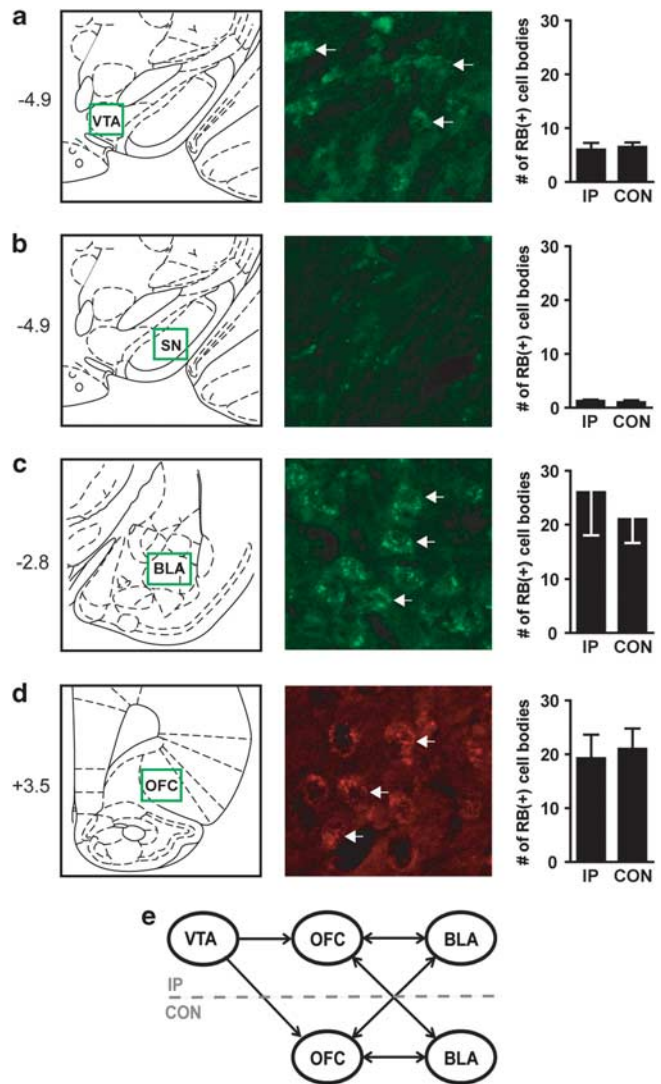 a
-4.9
VTA
# of RB(+) cell bodies
30
20
10
0
IP CON
b
-4.9
SN
# of RB(+) cell bodies
30
20
10
0
IP CON
c
-2.8
BLA
# of RB(+) cell bodies
30
20
10
0
IP CON
d
+3.5
OFC
# of RB(+) cell bodies
30
20
10
0
IP CON
e
VTA OFC BLA
IP
CON
OFC BLA